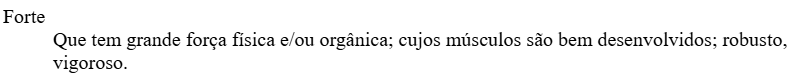 Forte
Que tem grande força física e/ou orgânica; cujos músculos são bem desenvolvidos; robusto,
vigoroso.